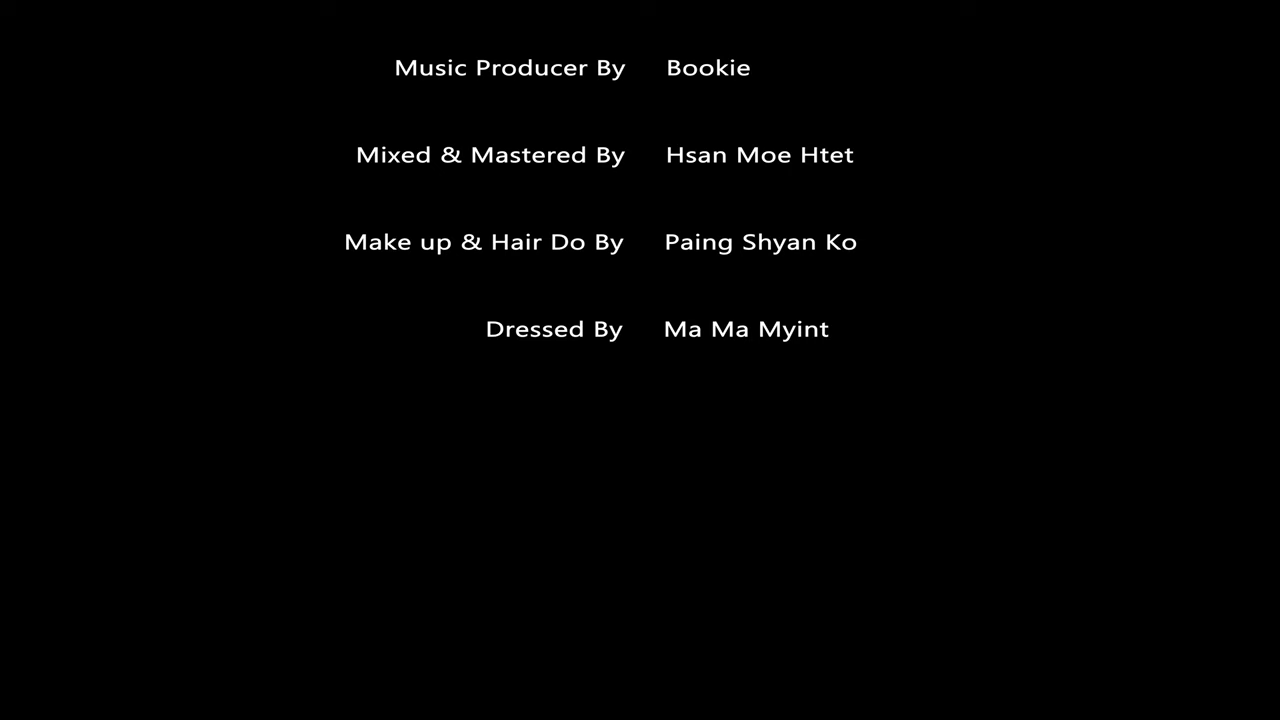 Music Producer By Bookie
Mixed & Mastered By Hsan Moe Htet
Make up & Hair Do By Paing Shyan Ko
Dressed By Ma Ma Myint